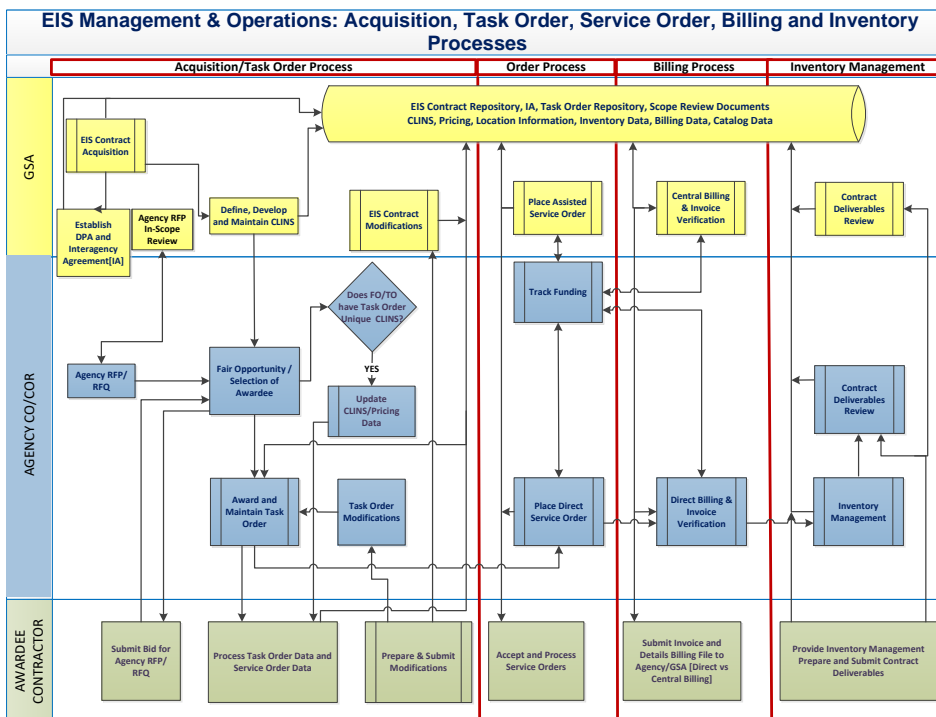 EIS Management & Operations: Acquisition, Task Order, Service Order, Billing and Inventory
Processes
Acquisition/Task Order Process
Order Process
Billing Process
Inventory Management
GSA
EIS Contract Repository, IA, Task Order Repository, Scope Review Documents
CLINS, Pricing, Location Information, Inventory Data, Billing Data, Catalog Data
EIS Contract
Acquisition
Establish
DPA and
Interagency
Agreement[IA]
Agency RFP
In-Scope
Review
Define, Develop
and Maintain CLINS
EIS Contract
Modifications
Place Assisted
Service Order
Central Billing
& Invoice
Verification
Contract
Deliverables
Review
AGENCY CO/COR
Does FO/TO
have Task Order
Unique CLINS?
Track Funding
YES
Agency RFP/
RFQ
Fair Opportunity /
Selection of
Awardee
Update
CLINS/Pricing
Data
Contract
Deliverables
Review
Award and
Maintain Task
Order
Task Order
Modifications
Place Direct
Service Order
Direct Billing &
Invoice
Verification
Inventory
Management
AWARDEE
CONTRACTOR
Submit Bid for
Agency RFP/
RFQ
Process Task Order Data and
Service Order Data
Prepare & Submit
Modifications
Accept and Process
Service Orders
Submit Invoice and
Details Billing File to
Agency/GSA [Direct vs
Central Billing]
Provide Inventory Management
Prepare and Submit Contract
Deliverables